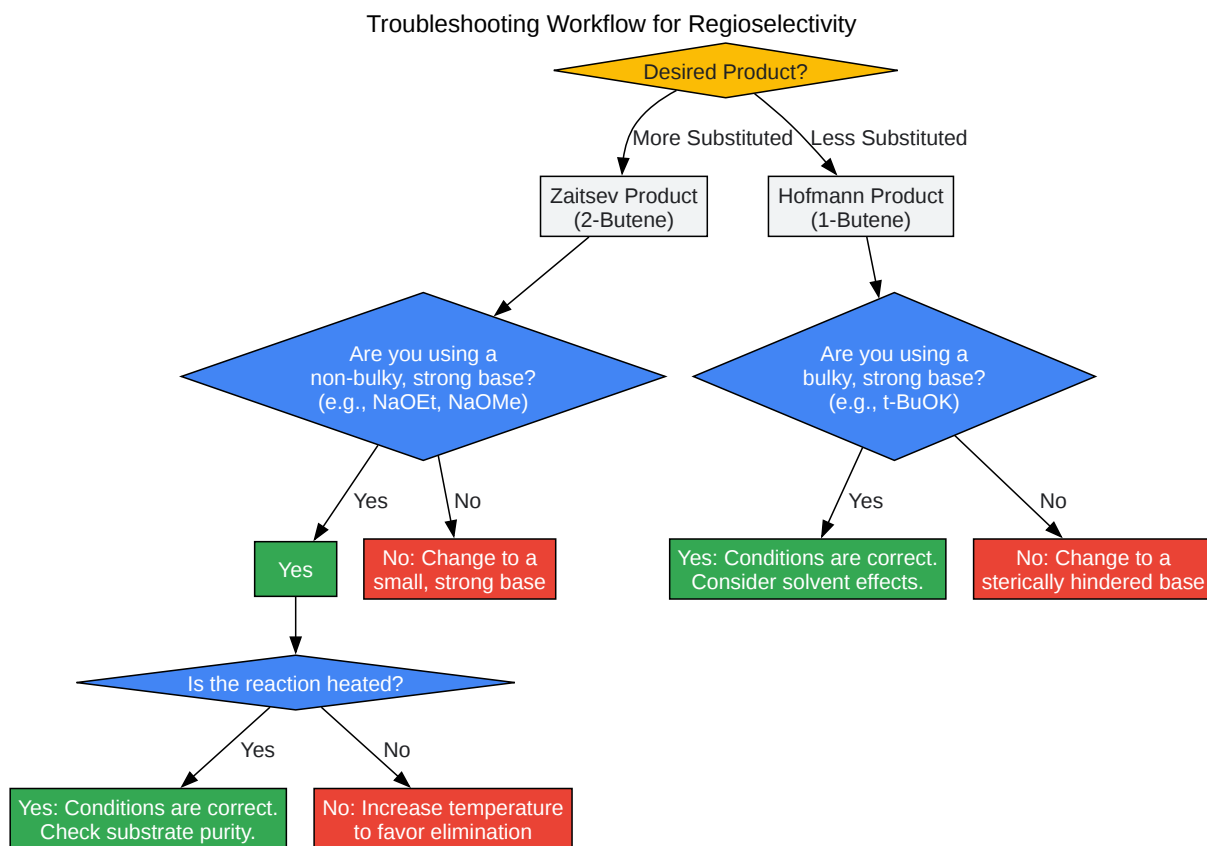 Troubleshooting Workflow for Regioselectivity
Desired Product?
More Substituted
Less Substituted
Zaitsev Product
(2-Butene)
Hofmann Product
(1-Butene)
Are you using a
non-bulky, strong base?
(e.g., NaOEt, NaOMe)
Are you using a
bulky, strong base?
(e.g., t-BuOK)
Yes
No
Yes
No
Yes
No: Change to a
small, strong base
Yes: Conditions are correct.
Consider solvent effects.
No: Change to a
sterically hindered base
Is the reaction heated?
Yes
No
Yes: Conditions are correct.
Check substrate purity.
No: Increase temperature
to favor elimination